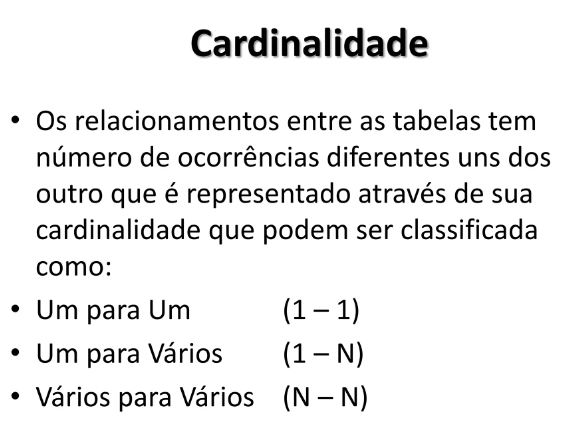 Cardinalidade
• Os relacionamentos entre as tabelas tem
número de ocorrências diferentes uns dos
outro que é representado através de sua
cardinalidade que podem ser classificada
como:
• Um para Um (1 – 1)
• Um para Vários (1 – N)
• Vários para Vários (N – N)